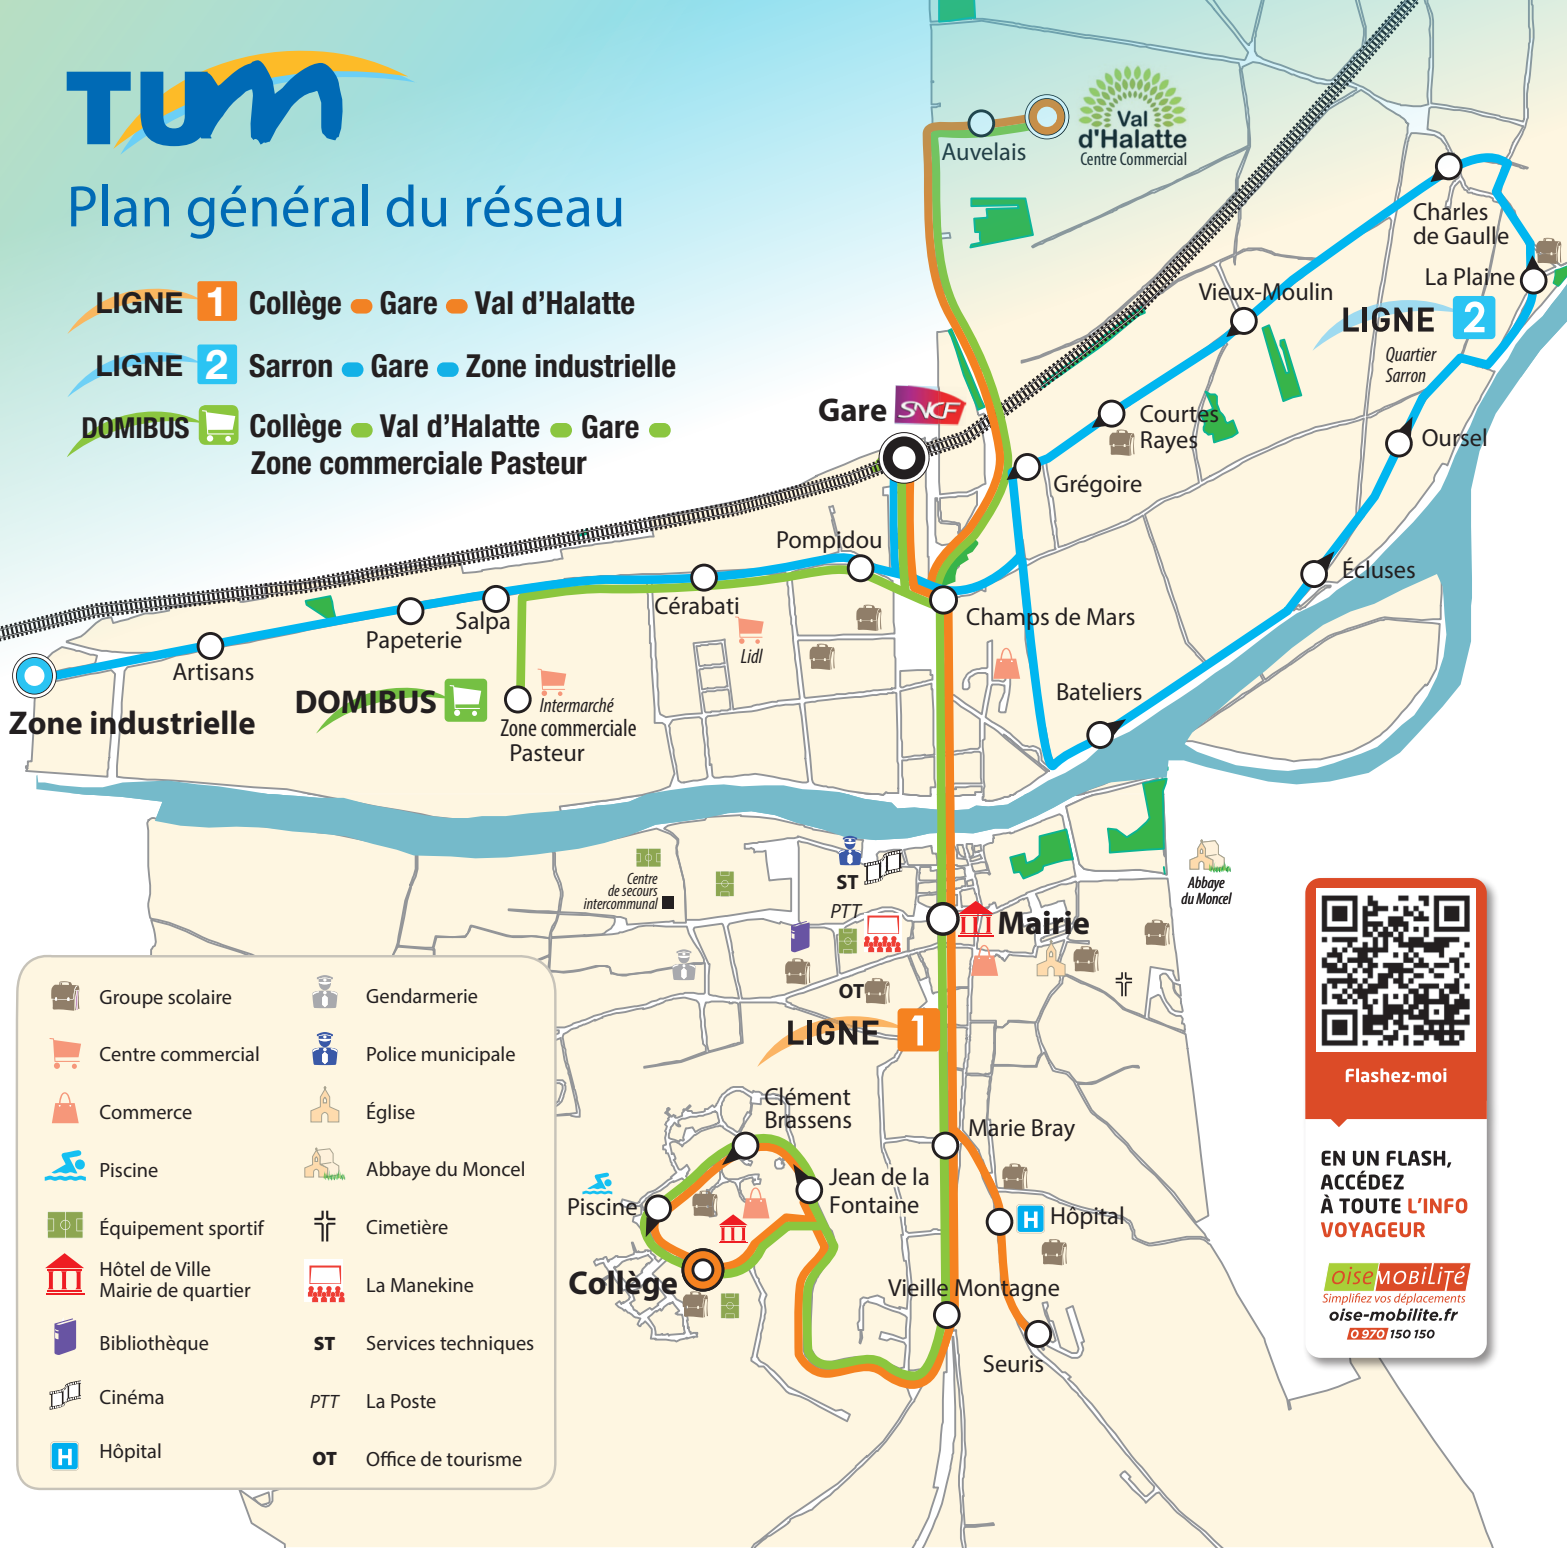 TUM
Plan général du réseau
LIGNE 1 Collège Gare Val d'Halatte
LIGNE 2 Sarron Gare Zone industrielle
DOMIBUS Collège Val d'Halatte Gare
Zone commerciale Pasteur
Auvelais
Val
d'Halatte
Centre Commercial
Charles
de Gaulle
La Plaine
Vieux-Moulin
LIGNE 2
Quartier
Sarron
Gare SNCF
Courtes
Rayes
Oursel
Grégoire
Pompidou
Écluses
Cérabati
Salpa
Papeterie
Champs de Mars
Artisans
Lidl
Zone industrielle
DOMIBUS
Intermarché
Zone commerciale
Pasteur
Bateliers
Centre
de secours
intercommunal
ST
PTT
Mairie
Abbaye
du Moncel
OT
LIGNE 1
Clément
Brassens
Marie Bray
Jean de la
Fontaine
Piscine
H Hôpital
Collège
Vieille Montagne
Seuris
Groupe scolaire
Centre commercial
Commerce
Piscine
Équipement sportif
Hôtel de Ville
Mairie de quartier
Bibliothèque
Cinéma
H Hôpital
Gendarmerie
Police municipale
Église
Abbaye du Moncel
Cimetière
La Manekine
ST Services techniques
PTT La Poste
OT Office de tourisme
Flashez-moi
EN UN FLASH,
ACCÉDEZ
À TOUTE L'INFO
VOYAGEUR
oise MOBILITÉ
Simplifiez vos déplacements
oise-mobilite.fr
0 970 150 150